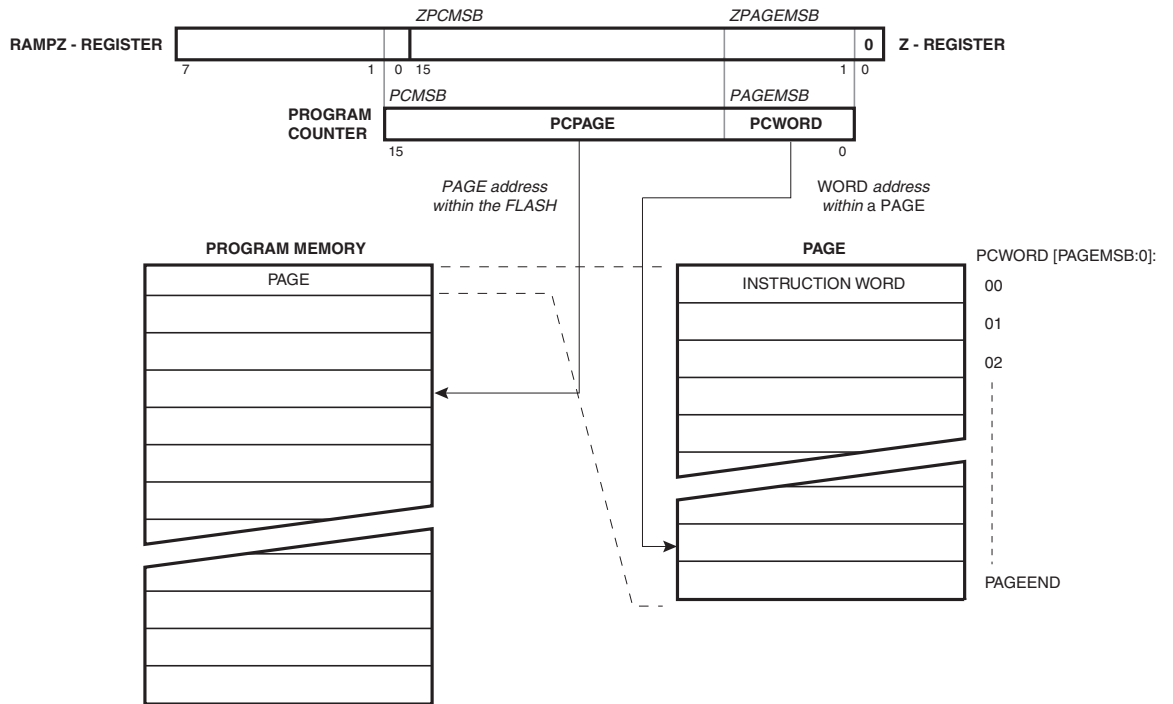 ZPCMSB ZPAGEMSB
RAMPZ - REGISTER 0 Z - REGISTER
7 1 0 15 1 0
PCMSB PAGEMSB
PROGRAM
COUNTER
PCPAGE PCWORD
15 0
PAGE address
within the FLASH
WORD address
within a PAGE
PROGRAM MEMORY
PAGE
PAGE
INSTRUCTION WORD
PCWORD [PAGEMSB:0]:
00
01
02
PAGEEND